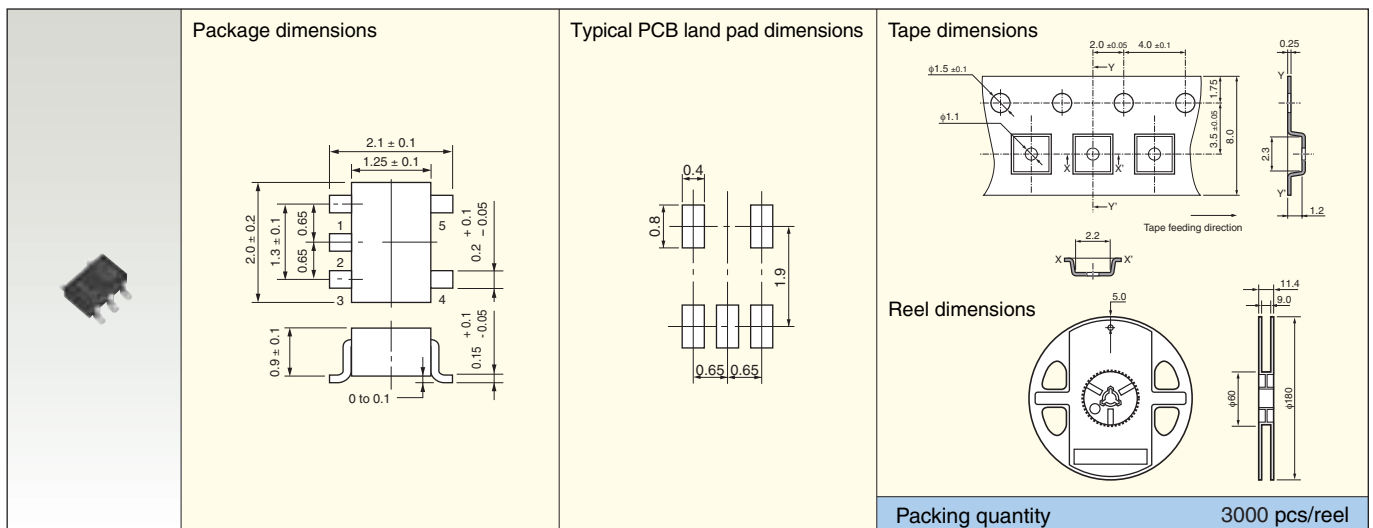 Package dimensions
2.1 ± 0.1
1.25 ± 0.1
2.0 ± 0.2
1.3 ± 0.1
0.65
0.65
1
2
3
5
4
0.2 + 0.1 - 0.05
0.9 ± 0.1
0.15 + 0.1 - 0.05
0 to 0.1
Typical PCB land pad dimensions
0.4
0.8
1.9
0.65
0.65
Tape dimensions
2.0 ±0.05
4.0 ±0.1
0.25
φ1.5 ±0.1
φ1.1
Y
Y
1.75
3.5 ±0.05
8.0
2.3
X
X'
Y'
Y'
1.2
Tape feeding direction
2.2
X
X'
Reel dimensions
5.0
11.4
9.0
φ60
φ180
Packing quantity 3000 pcs/reel